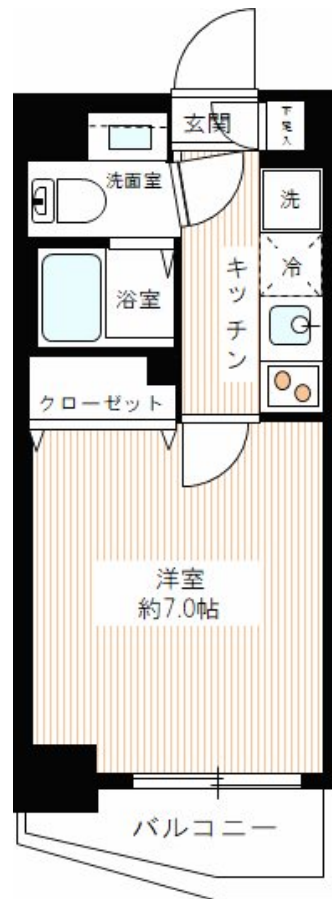 玄関
下足入
洗面室
洗
冷
キッチン
浴室
クローゼット
洋室
約7.0帖
バルコニー